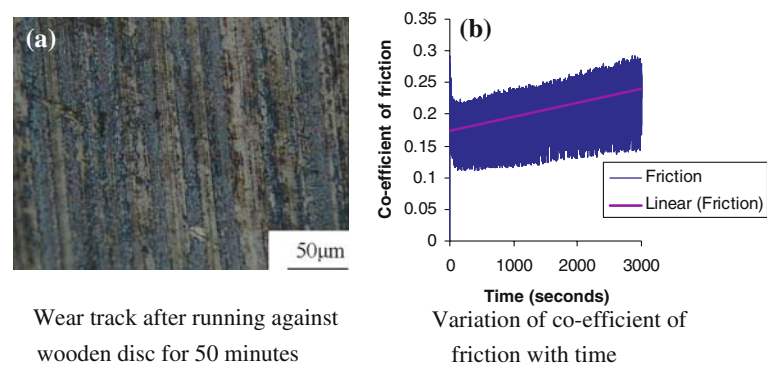 (a)
50µm
Wear track after running against
wooden disc for 50 minutes
(b)
Co-efficient of friction
0.35
0.3
0.25
0.2
0.15
0.1
0.05
0
0 1000 2000 3000
Time (seconds)
Friction
Linear (Friction)
Variation of co-efficient of
friction with time